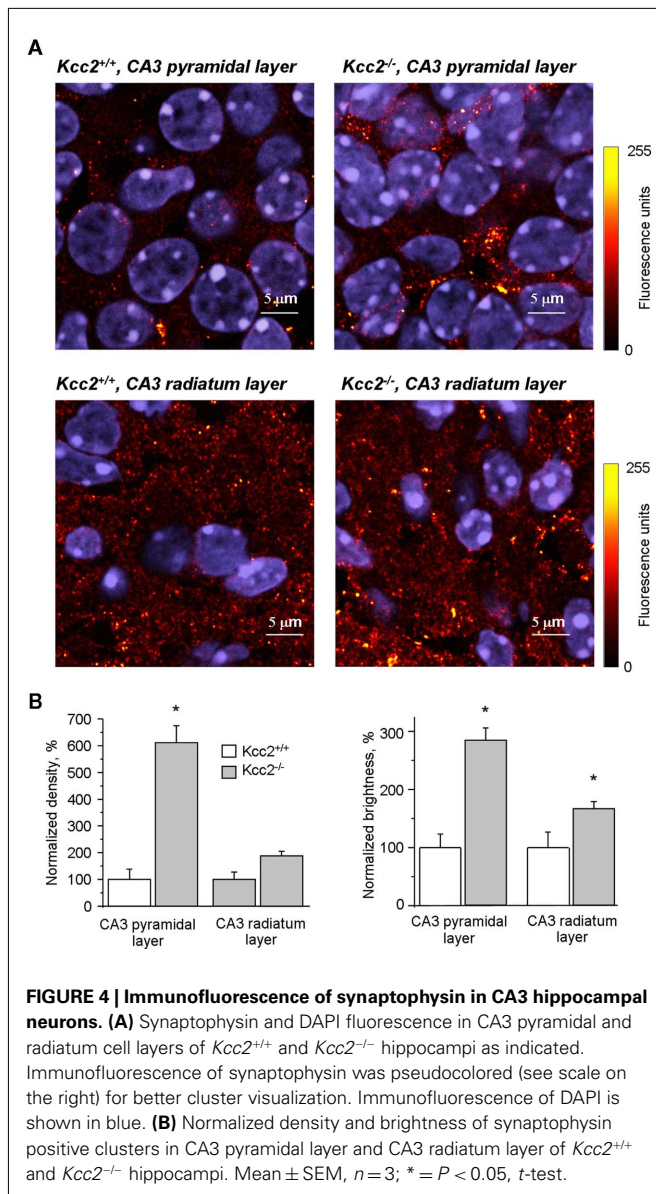 A
Kcc2+/+, CA3 pyramidal layer
Kcc2-/-, CA3 pyramidal layer
255
Fluorescence units
0
5 µm
5 µm
Kcc2+/+, CA3 radiatum layer
Kcc2-/-, CA3 radiatum layer
255
Fluorescence units
0
5 µm
5 µm
B
Normalized density, %
700
600
500
400
300
200
100
0
*
Kcc2+/+
Kcc2-/-
CA3 pyramidal layer
CA3 radiatum layer
Normalized brightness, %
300
200
100
0
*
*
CA3 pyramidal layer
CA3 radiatum layer
FIGURE 4 | Immunofluorescence of synaptophysin in CA3 hippocampal
neurons. (A) Synaptophysin and DAPI fluorescence in CA3 pyramidal and
radiatum cell layers of Kcc2+/+ and Kcc2−/− hippocampi as indicated.
Immunofluorescence of synaptophysin was pseudocolored (see scale on
the right) for better cluster visualization. Immunofluorescence of DAPI is
shown in blue. (B) Normalized density and brightness of synaptophysin
positive clusters in CA3 pyramidal layer and CA3 radiatum layer of Kcc2+/+
and Kcc2−/− hippocampi. Mean ± SEM, n = 3; * = P < 0.05, t-test.